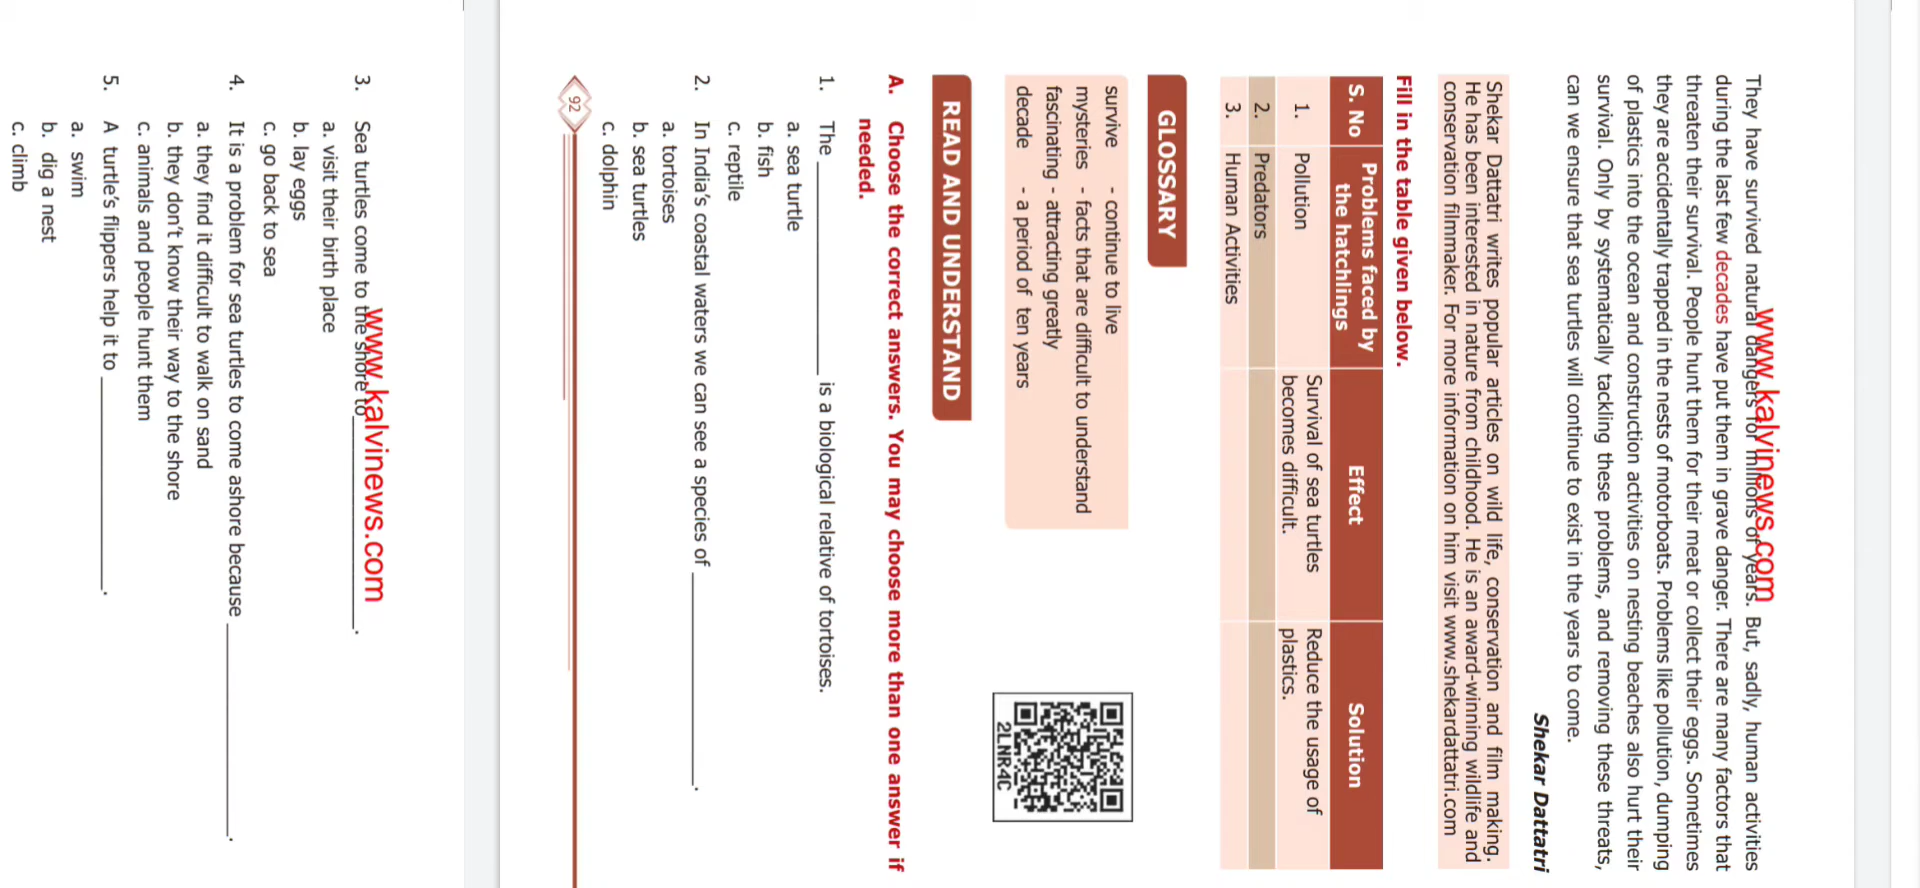 www.kalvinews.com
They have survived natural dangers for millions of years. But, sadly, human activities
during the last few decades have put them in grave danger. There are many factors that
threaten their survival. People hunt them for their meat or collect their eggs. Sometimes
they are accidentally trapped in the nests of motorboats. Problems like pollution, dumping
of plastics into the ocean and construction activities on nesting beaches also hurt their
survival. Only by systematically tackling these problems, and removing these threats,
can we ensure that sea turtles will continue to exist in the years to come.
Shekar Dattatri
Shekar Dattatri writes popular articles on wild life, conservation and film making.
He has been interested in nature from childhood. He is an award-winning wildlife and
conservation filmmaker. For more information on him visit www.shekardattatri.com
Fill in the table given below.
S. No Problems faced by the hatchlings Effect Solution
1. Pollution Survival of sea turtles becomes difficult. Reduce the usage of plastics.
2. Predators
3. Human Activities
GLOSSARY
survive - continue to live
mysteries - facts that are difficult to understand
fascinating - attracting greatly
decade - a period of ten years
2LNR4C
READ AND UNDERSTAND
A. Choose the correct answers. You may choose more than one answer if
needed.
1. The ____________ is a biological relative of tortoises.
a. sea turtle
b. fish
c. reptile
2. In India's coastal waters we can see a species of ____________.
a. tortoises
b. sea turtles
c. dolphin
92
www.kalvinews.com
3. Sea turtles come to the shore to ____________.
a. visit their birth place
b. lay eggs
c. go back to sea
4. It is a problem for sea turtles to come ashore because ____________.
a. they find it difficult to walk on sand
b. they don't know their way to the shore
c. animals and people hunt them
5. A turtle's flippers help it to ____________.
a. swim
b. dig a nest
c. climb